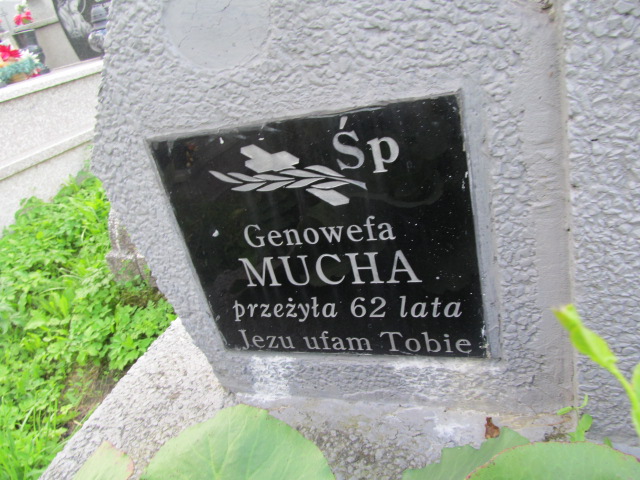 Śp
Genowefa
MUCHA
przeżyła 62 lata
Jezu ufam Tobie